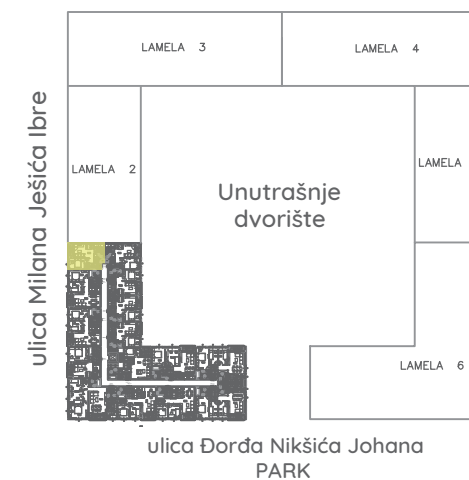 LAMELA 3
LAMELA 4
ulica Milana Ješića Ibre
LAMELA 2
LAMELA
Unutrašnje
dvorište
LAMELA 6
ulica Đorđa Nikšića Johana
PARK